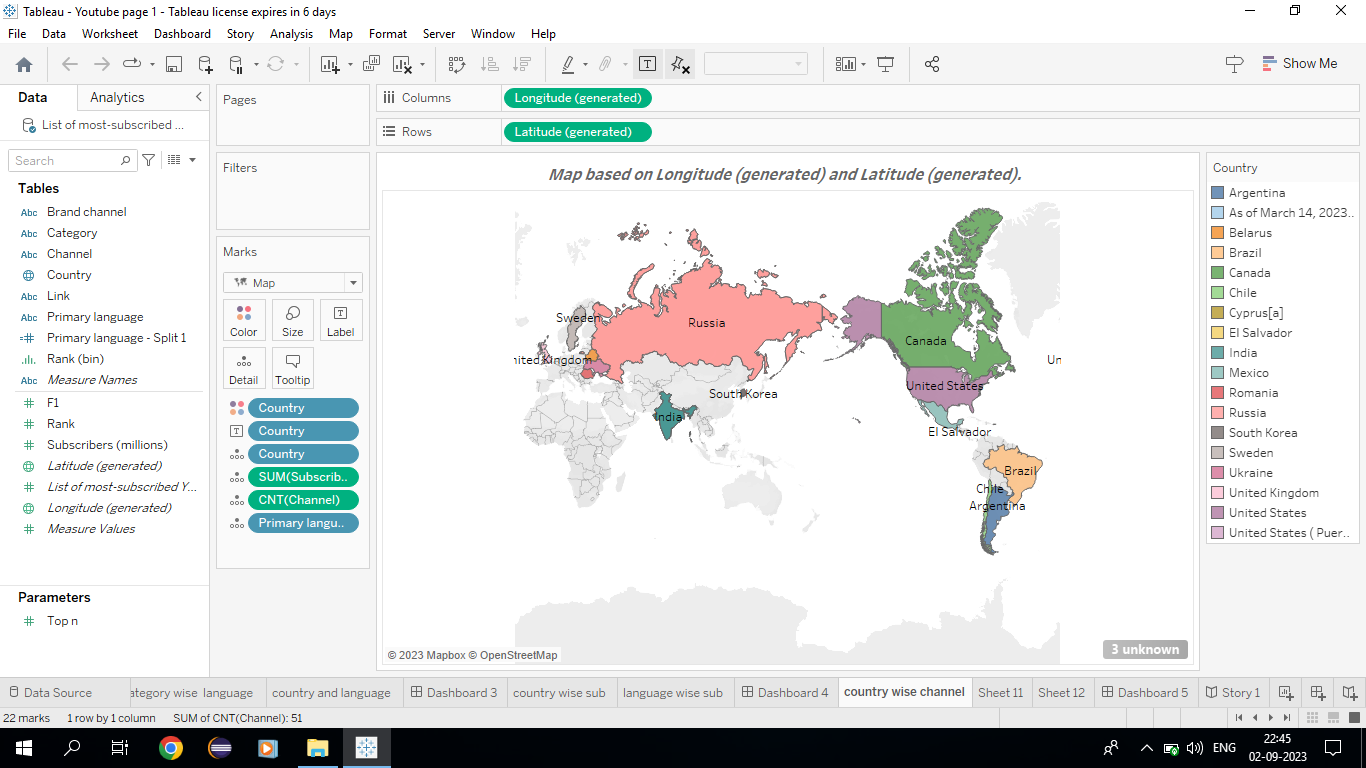 Tableau - Youtube page 1 - Tableau license expires in 6 days
File Data Worksheet Dashboard Story Analysis Map Format Server Window Help
Show Me
Data Analytics
List of most-subscribed ...
Search
Tables
Abc Brand channel
Abc Category
Abc Channel
Country
Abc Link
Abc Primary language
Primary language - Split 1
Rank (bin)
Abc Measure Names
F1
Rank
Subscribers (millions)
Latitude (generated)
List of most-subscribed Y...
Longitude (generated)
Measure Values
Parameters
Top n
Pages
Filters
Marks
Map
Color Size Label
Detail Tooltip
Country
Country
Country
SUM(Subscrib..
CNT(Channel)
Primary langu..
Columns Longitude (generated)
Rows Latitude (generated)
Map based on Longitude (generated) and Latitude (generated).
Sweden
Russia
Canada
nited Kingdom
Un
United States
South Korea
India
El Salvador
Brazil
Chile
Argentina
© 2023 Mapbox © OpenStreetMap
3 unknown
Country
Argentina
As of March 14, 2023..
Belarus
Brazil
Canada
Chile
Cyprus[a]
El Salvador
India
Mexico
Romania
Russia
South Korea
Sweden
Ukraine
United Kingdom
United States
United States ( Puer..
Data Source ategory wise language country and language Dashboard 3 country wise sub language wise sub Dashboard 4 country wise channel Sheet 11 Sheet 12 Dashboard 5 Story 1
22 marks 1 row by 1 column SUM of CNT(Channel): 51
ENG
22:45
02-09-2023